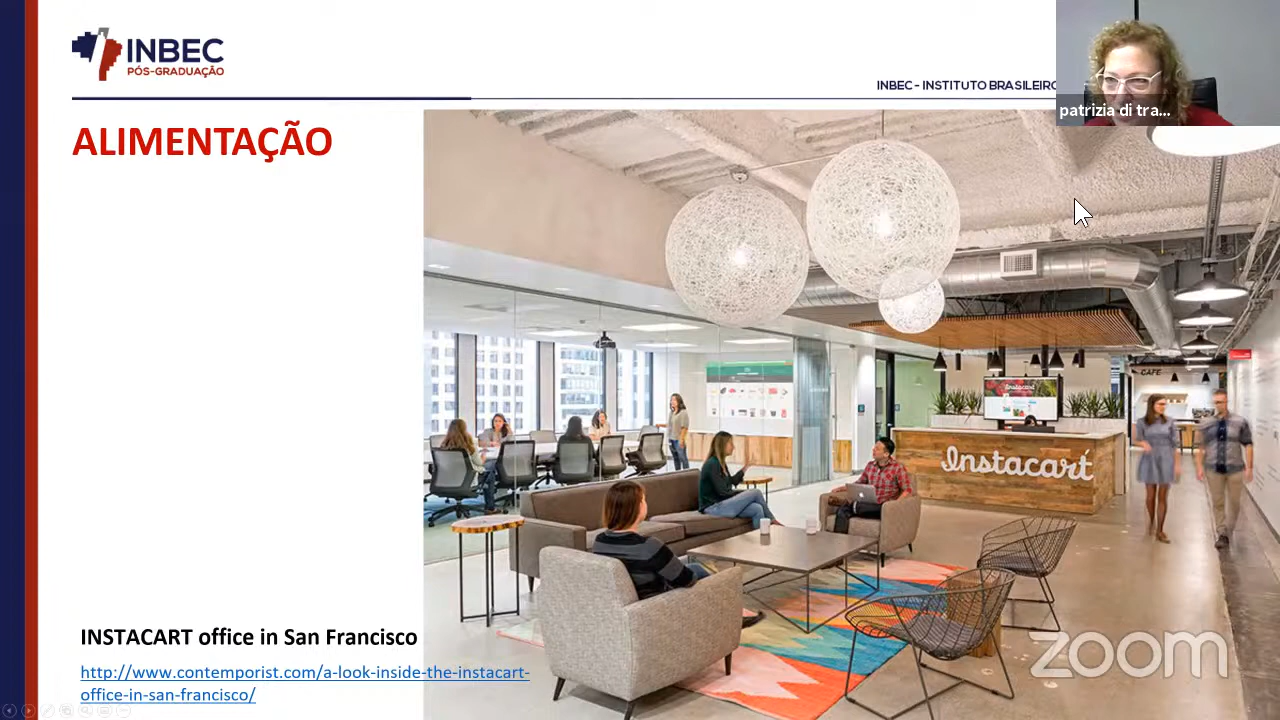 INBEC
PÓS-GRADUAÇÃO
INBEC - INSTITUTO BRASILEIRO
patrizia di tra...
ALIMENTAÇÃO
CAFE
Instacart
Instacart
INSTACART office in San Francisco
http://www.contemporist.com/a-look-inside-the-instacart-
office-in-san-francisco/
zoom